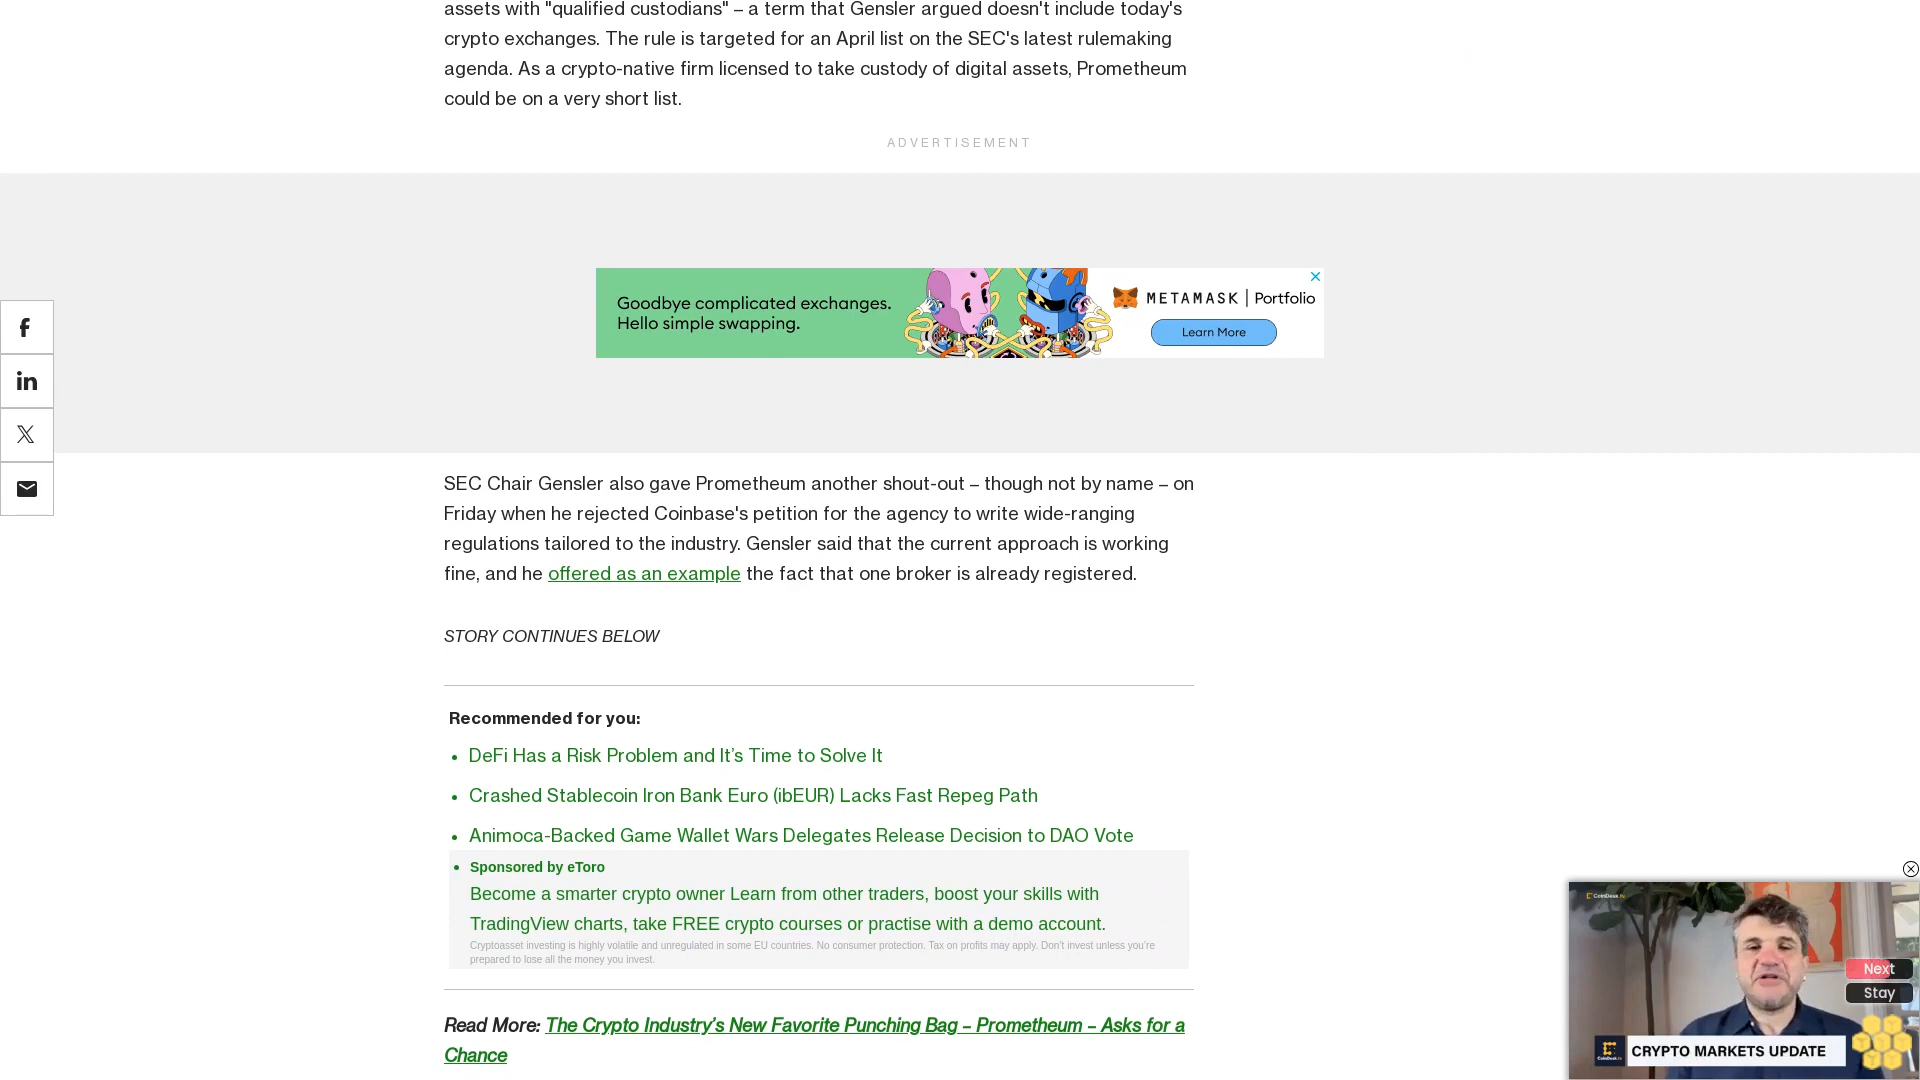 assets with "qualified custodians" – a term that Gensler argued doesn't include today's
crypto exchanges. The rule is targeted for an April list on the SEC's latest rulemaking
agenda. As a crypto-native firm licensed to take custody of digital assets, Prometheum
could be on a very short list.
ADVERTISEMENT
Goodbye complicated exchanges.
Hello simple swapping.
METAMASK | Portfolio
Learn More
SEC Chair Gensler also gave Prometheum another shout-out – though not by name – on
Friday when he rejected Coinbase's petition for the agency to write wide-ranging
regulations tailored to the industry. Gensler said that the current approach is working
fine, and he offered as an example the fact that one broker is already registered.
STORY CONTINUES BELOW
Recommended for you:
• DeFi Has a Risk Problem and It’s Time to Solve It
• Crashed Stablecoin Iron Bank Euro (ibEUR) Lacks Fast Repeg Path
• Animoca-Backed Game Wallet Wars Delegates Release Decision to DAO Vote
• Sponsored by eToro
Become a smarter crypto owner Learn from other traders, boost your skills with
TradingView charts, take FREE crypto courses or practise with a demo account.
Cryptoasset investing is highly volatile and unregulated in some EU countries. No consumer protection. Tax on profits may apply. Don’t invest unless you’re
prepared to lose all the money you invest.
Read More: The Crypto Industry’s New Favorite Punching Bag – Prometheum – Asks for a
Chance
CoinDesk
Next
Stay
CRYPTO MARKETS UPDATE